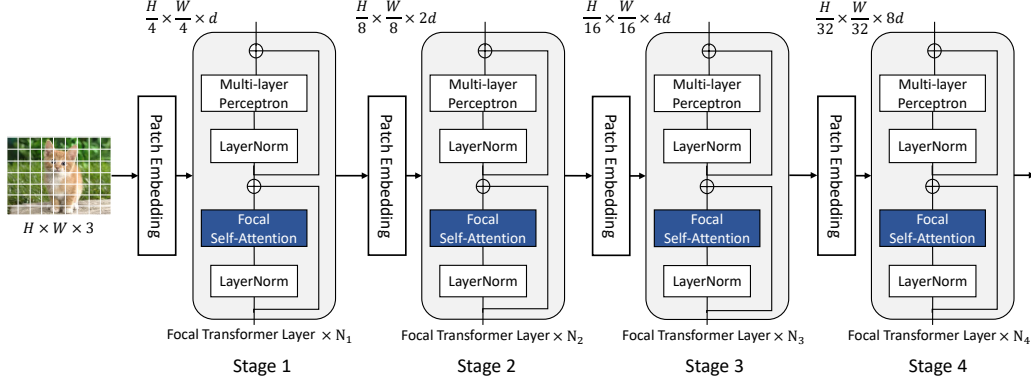 H/4 × W/4 × d
Multi-layer
Perceptron
LayerNorm
Focal
Self-Attention
LayerNorm
Patch Embedding
H × W × 3
Focal Transformer Layer × N₁
Stage 1
H/8 × W/8 × 2d
Multi-layer
Perceptron
LayerNorm
Focal
Self-Attention
LayerNorm
Patch Embedding
Focal Transformer Layer × N₂
Stage 2
H/16 × W/16 × 4d
Multi-layer
Perceptron
LayerNorm
Focal
Self-Attention
LayerNorm
Patch Embedding
Focal Transformer Layer × N₃
Stage 3
H/32 × W/32 × 8d
Multi-layer
Perceptron
LayerNorm
Focal
Self-Attention
LayerNorm
Patch Embedding
Focal Transformer Layer × N₄
Stage 4